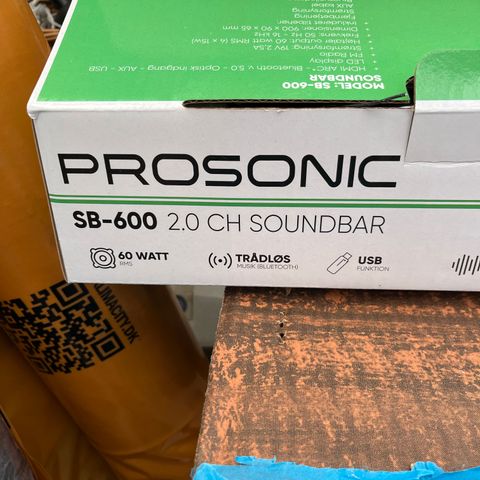 MODEL: SB-600
SOUNDBAR
HDMI ARC* - Bluetooth v 5.0 - Optisk indgang - AUX - USB
LED display
FM Radio
Strømforsyning: 19V 2,5A
Højtaler output: 60 watt RMS (4 x 15w)
Frekvens: 50 Hz - 16 kHz
Dimensioner: 900 x 90 x 65 mm
Inkluderet tilbehør:
Fjernbetjening
Strømforsyning
AUX kabel
PROSONIC
SB-600 2.0 CH SOUNDBAR
60 WATT
RMS
TRÅDLØS
MUSIK (BLUETOOTH)
USB
FUNKTION